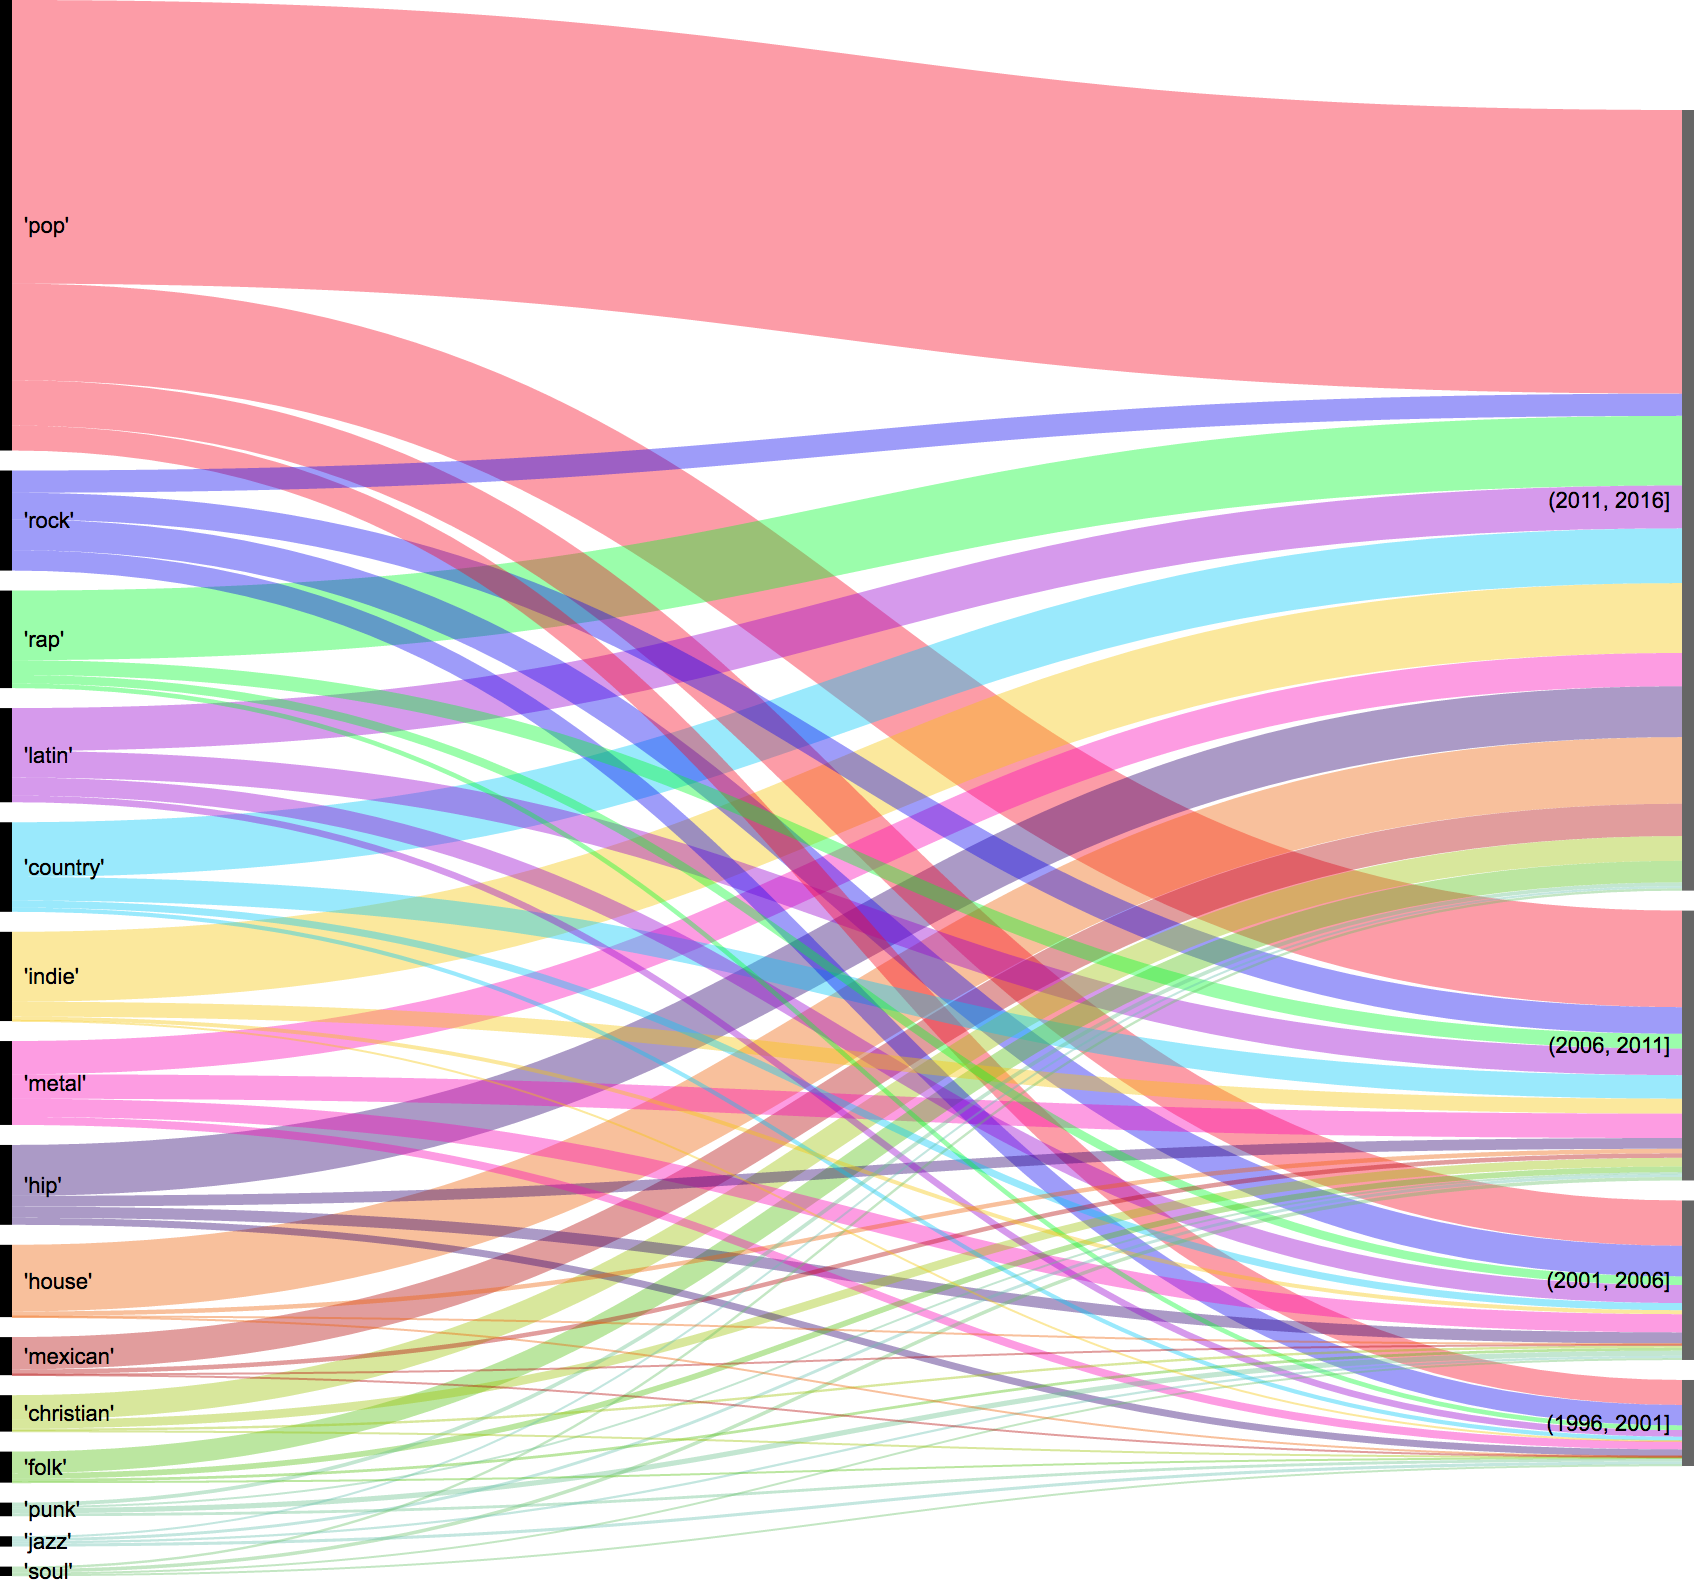 'pop'
'rock'
'rap'
'latin'
'country'
'indie'
'metal'
'hip'
'house'
'mexican'
'christian'
'folk'
'punk'
'jazz'
'soul'
(2011, 2016]
(2006, 2011]
(2001, 2006]
(1996, 2001]